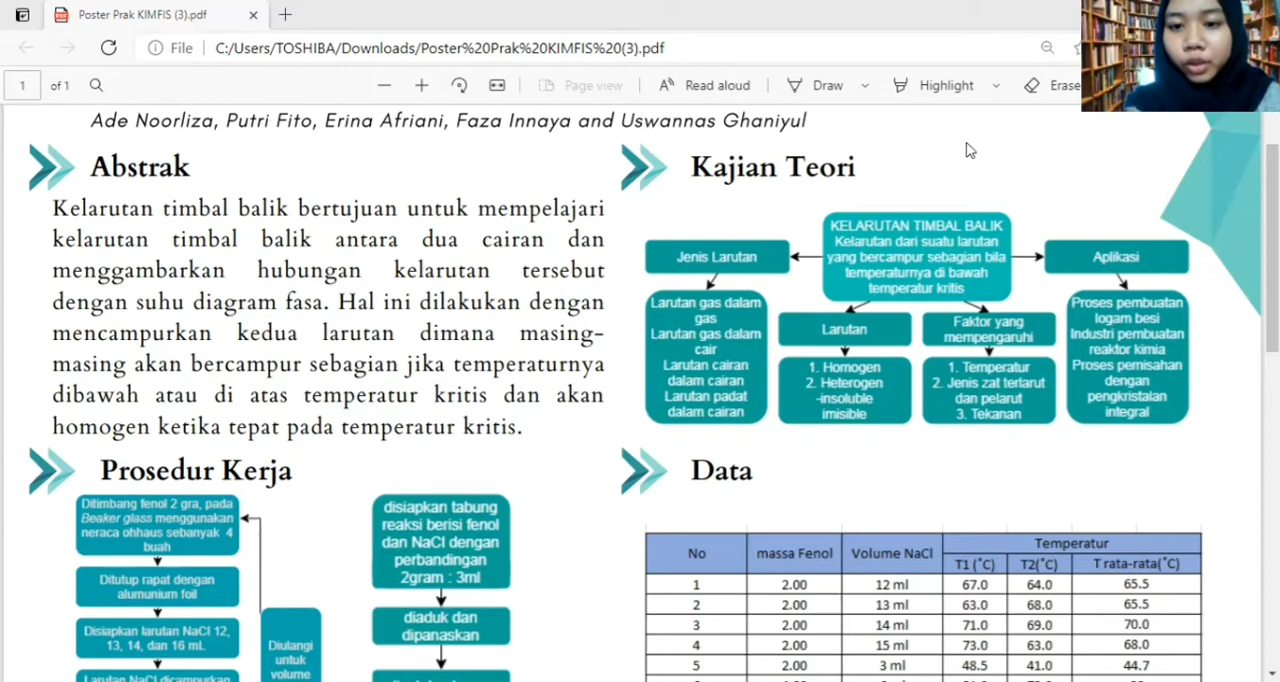 Poster Prak KIMFIS (3).pdf
File
C:/Users/TOSHIBA/Downloads/Poster%20Prak%20KIMFIS%20(3).pdf
1 of 1
Page view
Read aloud
Draw
Highlight
Erase
Ade Noorliza, Putri Fito, Erina Afriani, Faza Innaya and Uswannas Ghaniyul
Abstrak
Kelarutan timbal balik bertujuan untuk mempelajari
kelarutan timbal balik antara dua cairan dan
menggambarkan hubungan kelarutan tersebut
dengan suhu diagram fasa. Hal ini dilakukan dengan
mencampurkan kedua larutan dimana masing-
masing akan bercampur sebagian jika temperaturnya
dibawah atau di atas temperatur kritis dan akan
homogen ketika tepat pada temperatur kritis.
Kajian Teori
KELARUTAN TIMBAL BALIK
Kelarutan dari suatu larutan
yang bercampur sebagian bila
temperaturnya di bawah
temperatur kritis
Jenis Larutan
Larutan gas dalam
gas
Larutan gas dalam
cair
Larutan cairan
dalam cairan
Larutan padat
dalam cairan
Larutan
1. Homogen
2. Heterogen
-insoluble
imisible
Faktor yang
mempengaruhi
1. Temperatur
2. Jenis zat terlarut
dan pelarut
3. Tekanan
Aplikasi
Proses pembuatan
logam besi
Industri pembuatan
reaktor kimia
Proses pemisahan
dengan
pengkristalan
integral
Prosedur Kerja
Ditimbang fenol 2 gra, pada
Beaker glass menggunakan
neraca ohhaus sebanyak 4
buah
Ditutup rapat dengan
alumunium foil
Disiapkan larutan NaCl 12,
13, 14, dan 16 mL
Larutan NaCl dicampurkan
Diulangi
untuk
volume
disiapkan tabung
reaksi berisi fenol
dan NaCl dengan
perbandingan
2gram : 3ml
diaduk dan
dipanaskan
Data
No massa Fenol Volume NaCl Temperatur
T1 (˚C) T2(˚C) T rata-rata(˚C)
1 2.00 12 ml 67.0 64.0 65.5
2 2.00 13 ml 63.0 68.0 65.5
3 2.00 14 ml 71.0 69.0 70.0
4 2.00 15 ml 73.0 63.0 68.0
5 2.00 3 ml 48.5 41.0 44.7